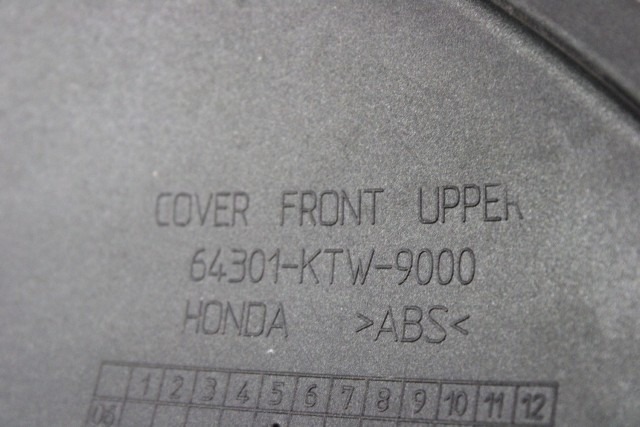 COVER FRONT UPPER
64301-KTW-9000
HONDA >ABS<
1 2 3 4 5 6 7 8 9 10 11 12
06